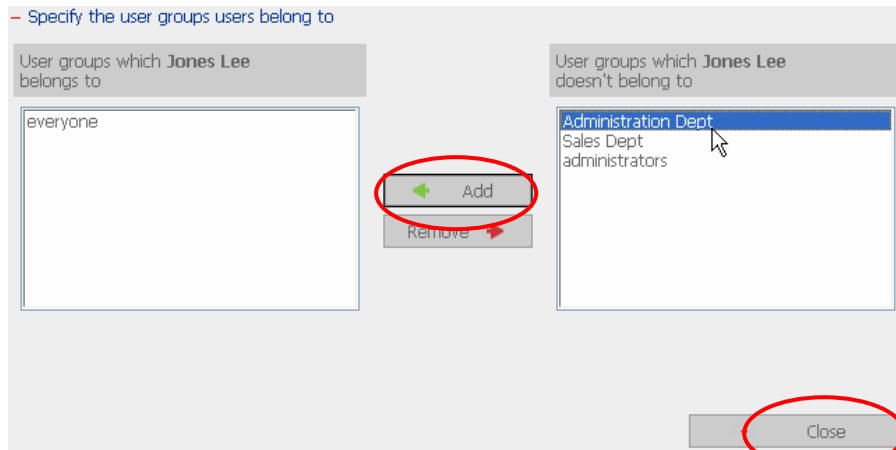 – Specify the user groups users belong to
User groups which Jones Lee
belongs to
everyone
Add
Remove
User groups which Jones Lee
doesn't belong to
Administration Dept
Sales Dept
administrators
Close